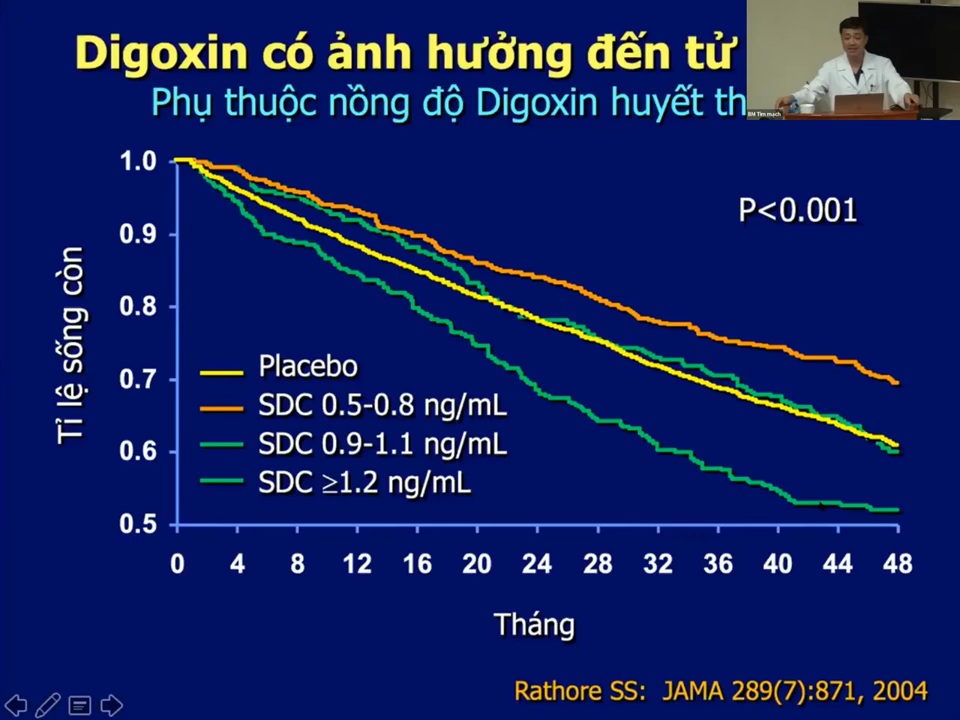 Digoxin có ảnh hưởng đến tử
Phụ thuộc nồng độ Digoxin huyết th
BM Tim mạch
P<0.001
Tỉ lệ sống còn
1.0
0.9
0.8
0.7
0.6
0.5
Placebo
SDC 0.5-0.8 ng/mL
SDC 0.9-1.1 ng/mL
SDC ≥1.2 ng/mL
0 4 8 12 16 20 24 28 32 36 40 44 48
Tháng
Rathore SS: JAMA 289(7):871, 2004